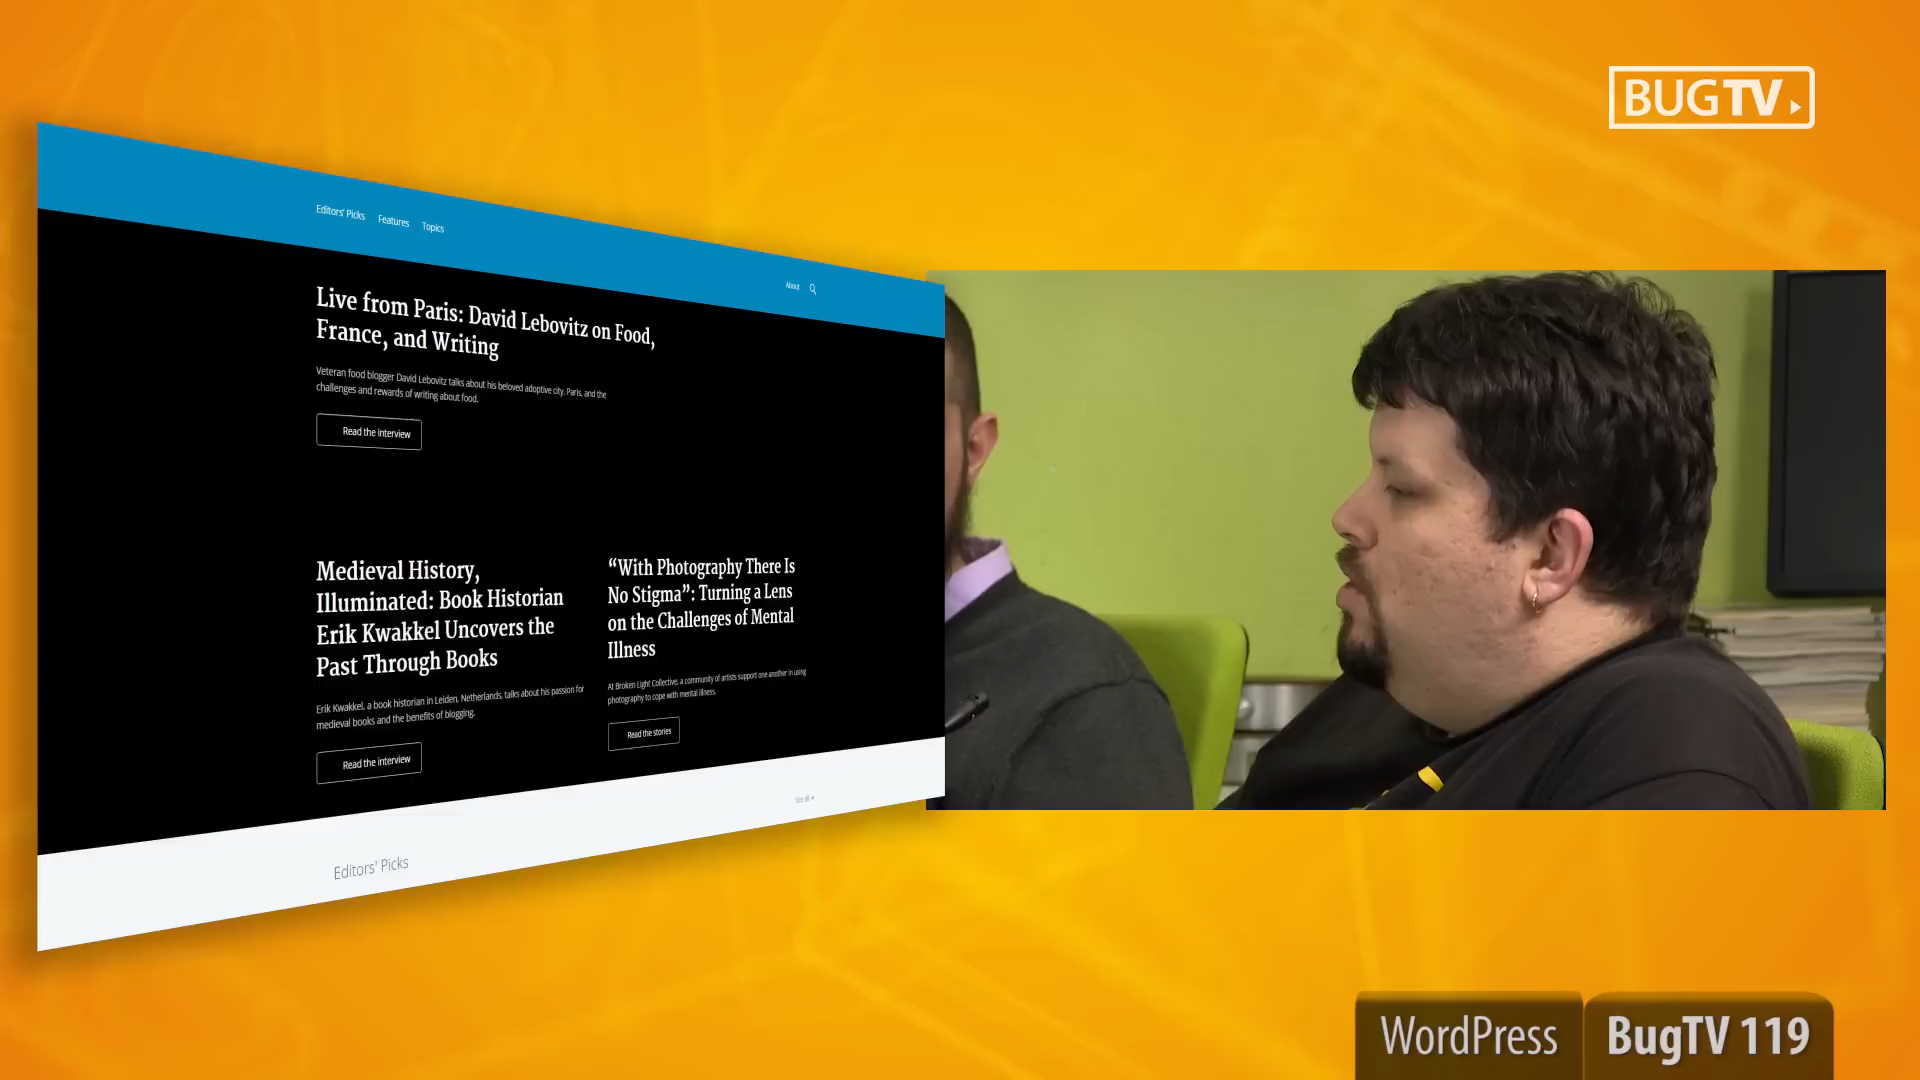 BUGTV
Editors' Picks Features Topics
About
Live from Paris: David Lebovitz on Food,
France, and Writing
Veteran food blogger David Lebovitz talks about his beloved adoptive city, Paris, and the
challenges and rewards of writing about food.
Read the interview
Medieval History,
Illuminated: Book Historian
Erik Kwakkel Uncovers the
Past Through Books
Erik Kwakkel, a book historian in Leiden, Netherlands, talks about his passion for
medieval books and the benefits of blogging.
Read the interview
“With Photography There Is
No Stigma”: Turning a Lens
on the Challenges of Mental
Illness
At Broken Light Collective, a community of artists support one another in using
photography to cope with mental illness.
Read the stories
Editors' Picks
See all →
WordPress
BugTV 119